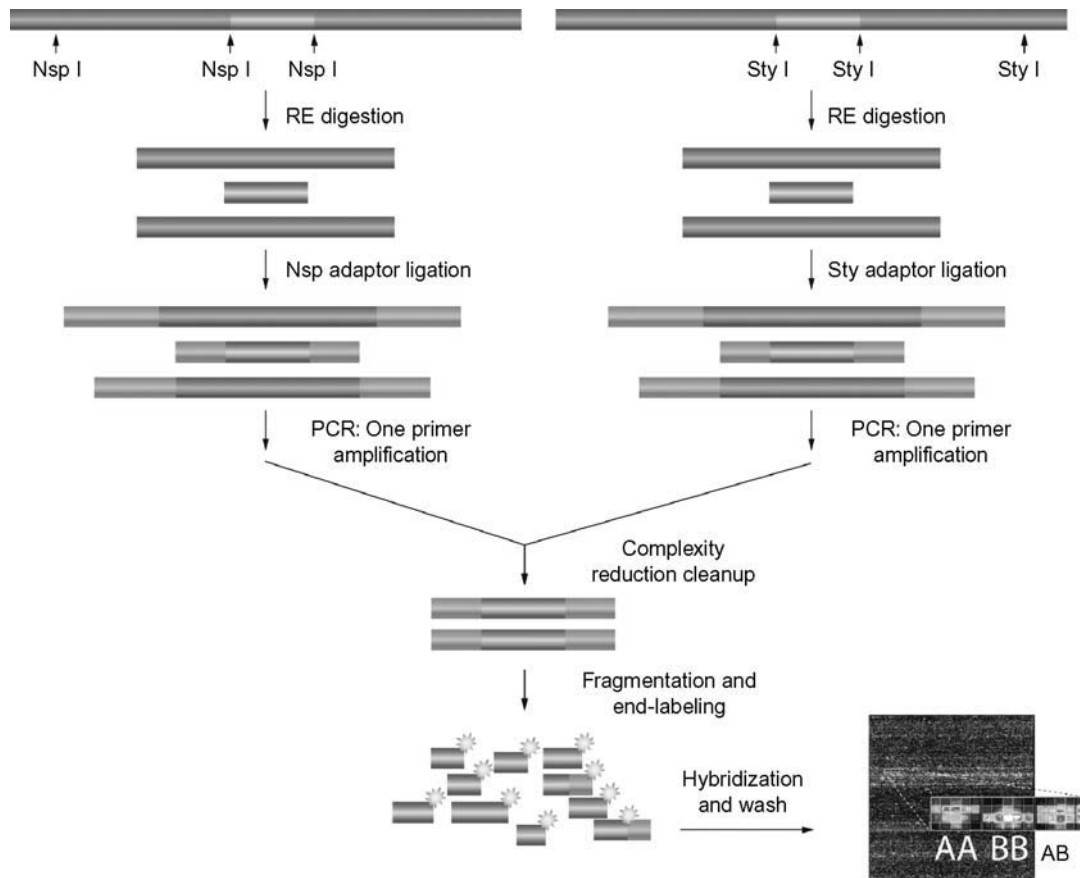 Nsp I
Nsp I
Nsp I
Sty I
Sty I
Sty I
RE digestion
RE digestion
Nsp adaptor ligation
Sty adaptor ligation
PCR: One primer
amplification
PCR: One primer
amplification
Complexity
reduction cleanup
Fragmentation and
end-labeling
Hybridization
and wash
AA
BB
AB